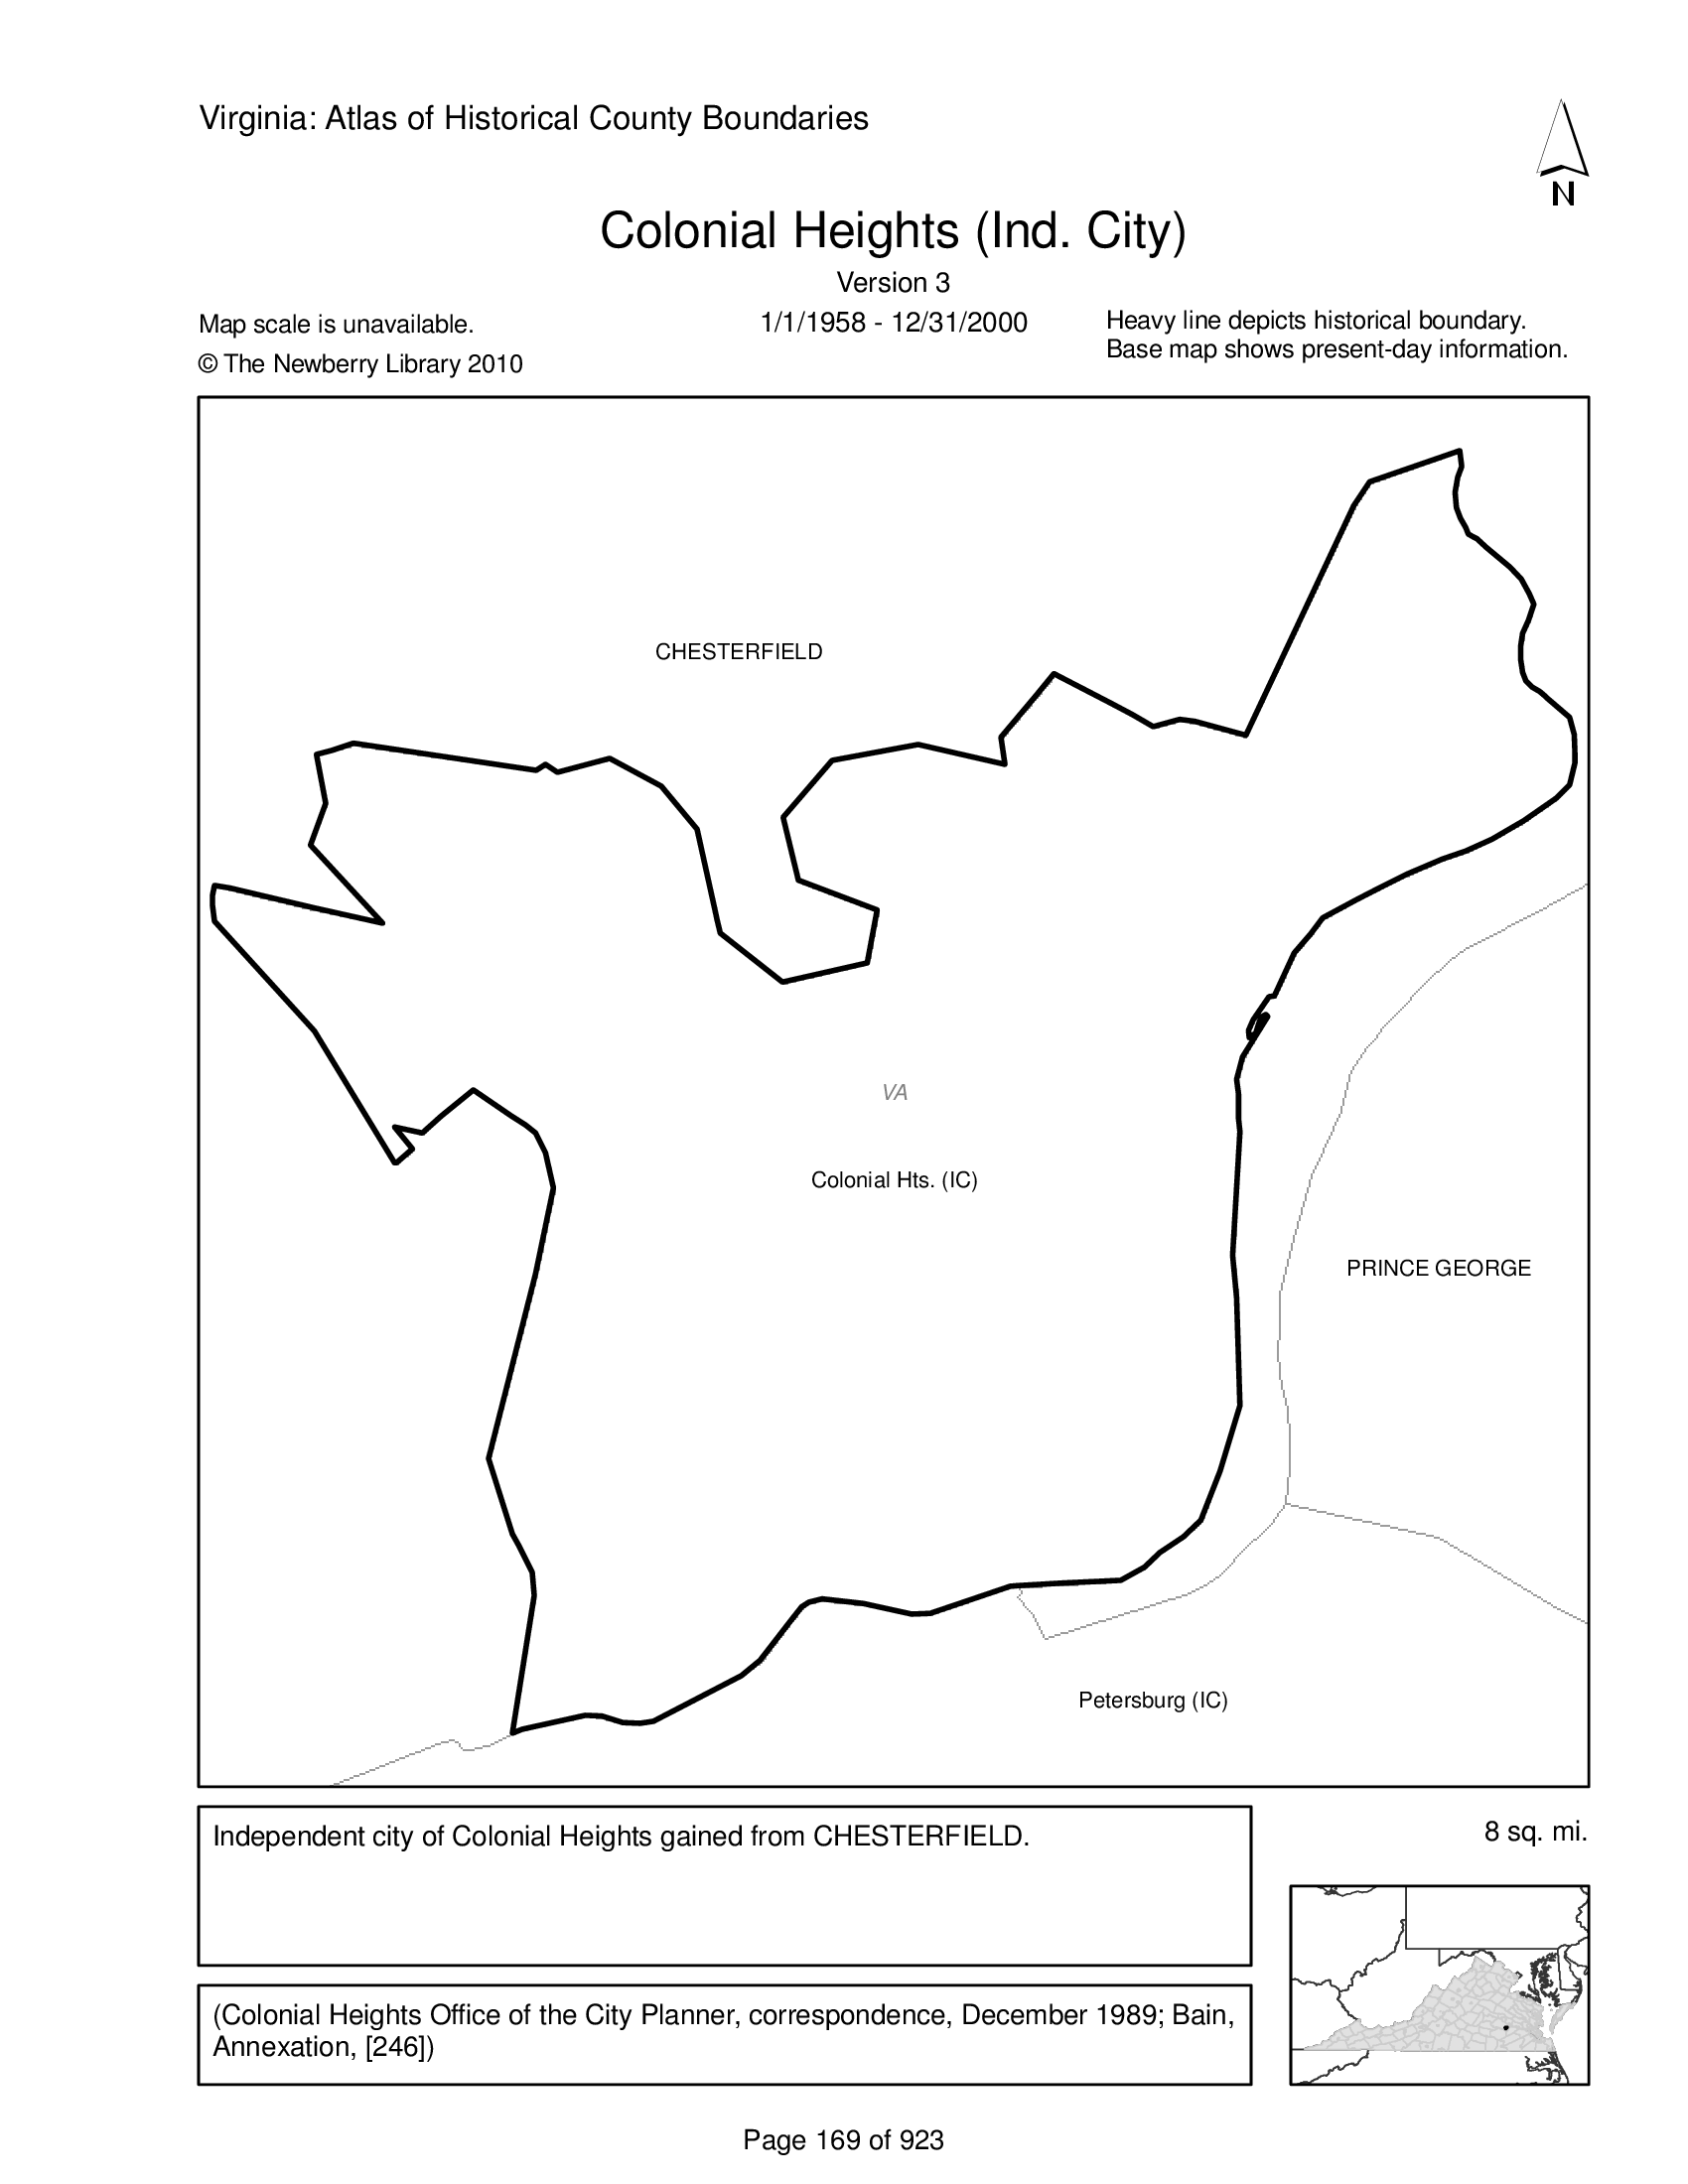 Virginia: Atlas of Historical County Boundaries
N
Colonial Heights (Ind. City)
Version 3
Map scale is unavailable.
1/1/1958 - 12/31/2000
Heavy line depicts historical boundary.
Base map shows present-day information.
© The Newberry Library 2010
CHESTERFIELD
VA
Colonial Hts. (IC)
PRINCE GEORGE
Petersburg (IC)
Independent city of Colonial Heights gained from CHESTERFIELD.
8 sq. mi.
(Colonial Heights Office of the City Planner, correspondence, December 1989; Bain,
Annexation, [246])
Page 169 of 923